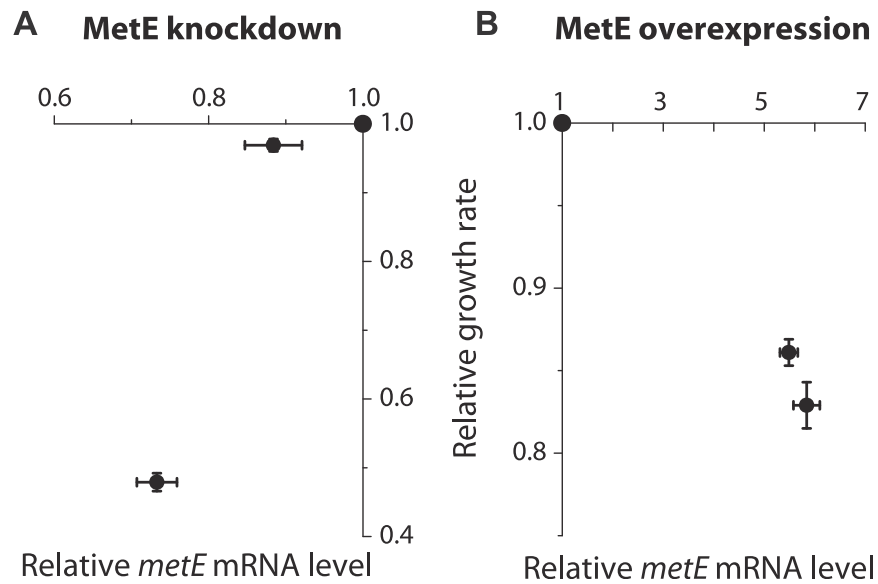 A MetE knockdown
0.6 0.8 1.0
1.0
0.8
0.6
0.4
Relative metE mRNA level
B MetE overexpression
1 3 5 7
1.0
0.9
0.8
Relative growth rate
Relative metE mRNA level